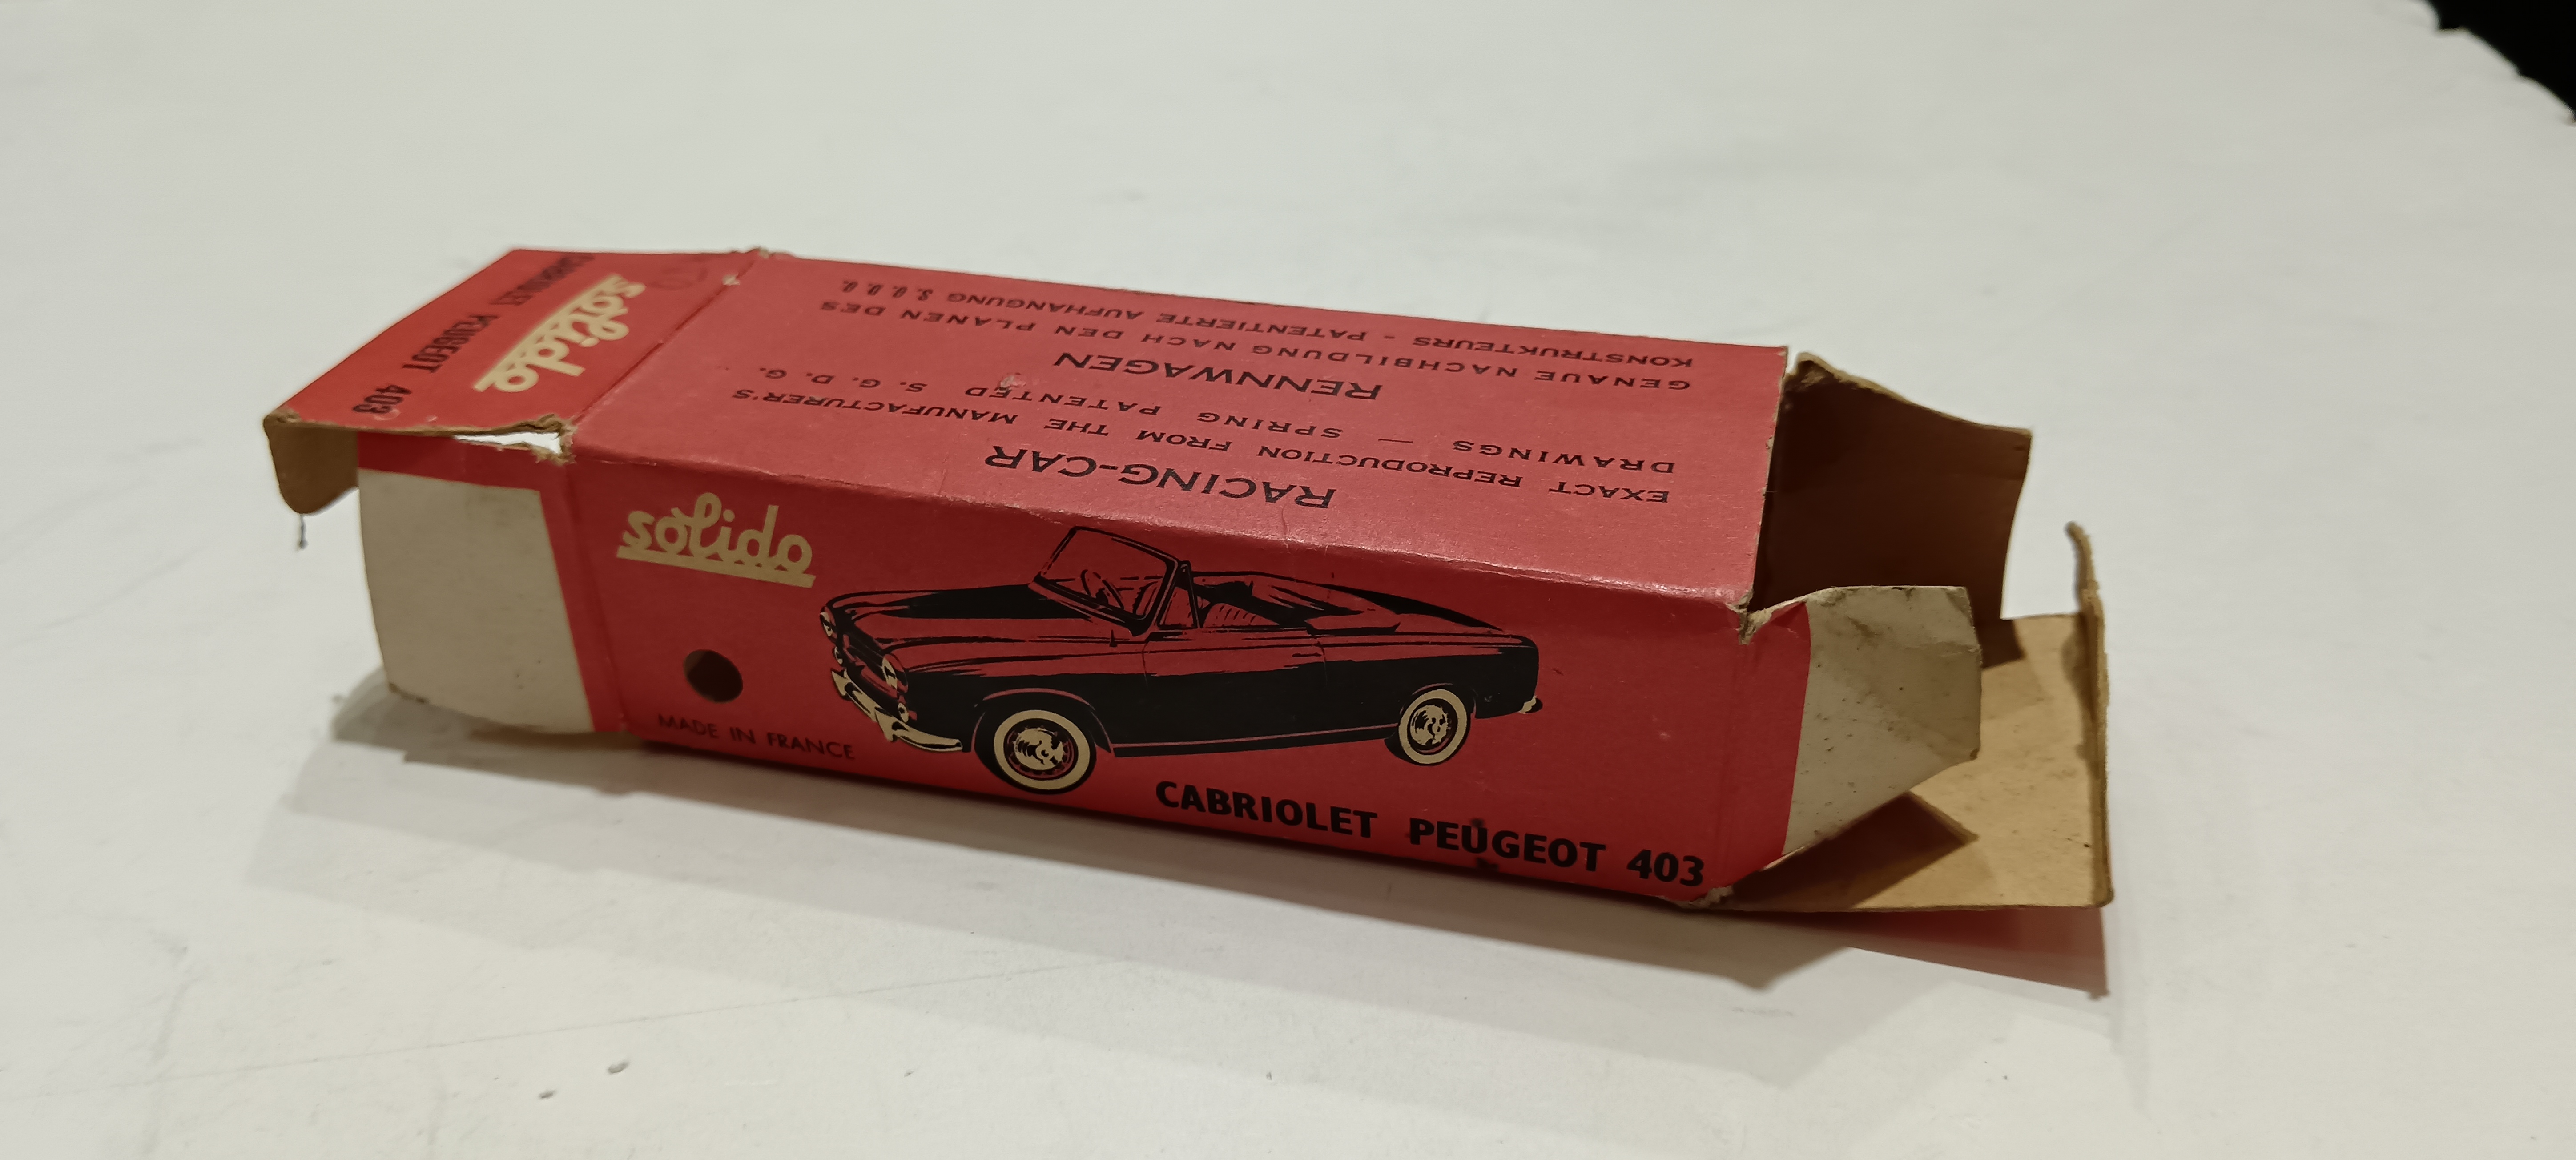 solido
CABRIOLET PEUGEOT 403
RACING-CAR
EXACT REPRODUCTION FROM THE MANUFACTURER'S
DRAWINGS — SPRING PATENTED S. G. D. G.
RENNWAGEN
GENAUE NACHBILDUNG NACH DEN PLANEN DES
KONSTRUKTEURS - PATENTIERTE AUFHANGUNG S.G.D.G.
solido
MADE IN FRANCE
CABRIOLET PEUGEOT 403